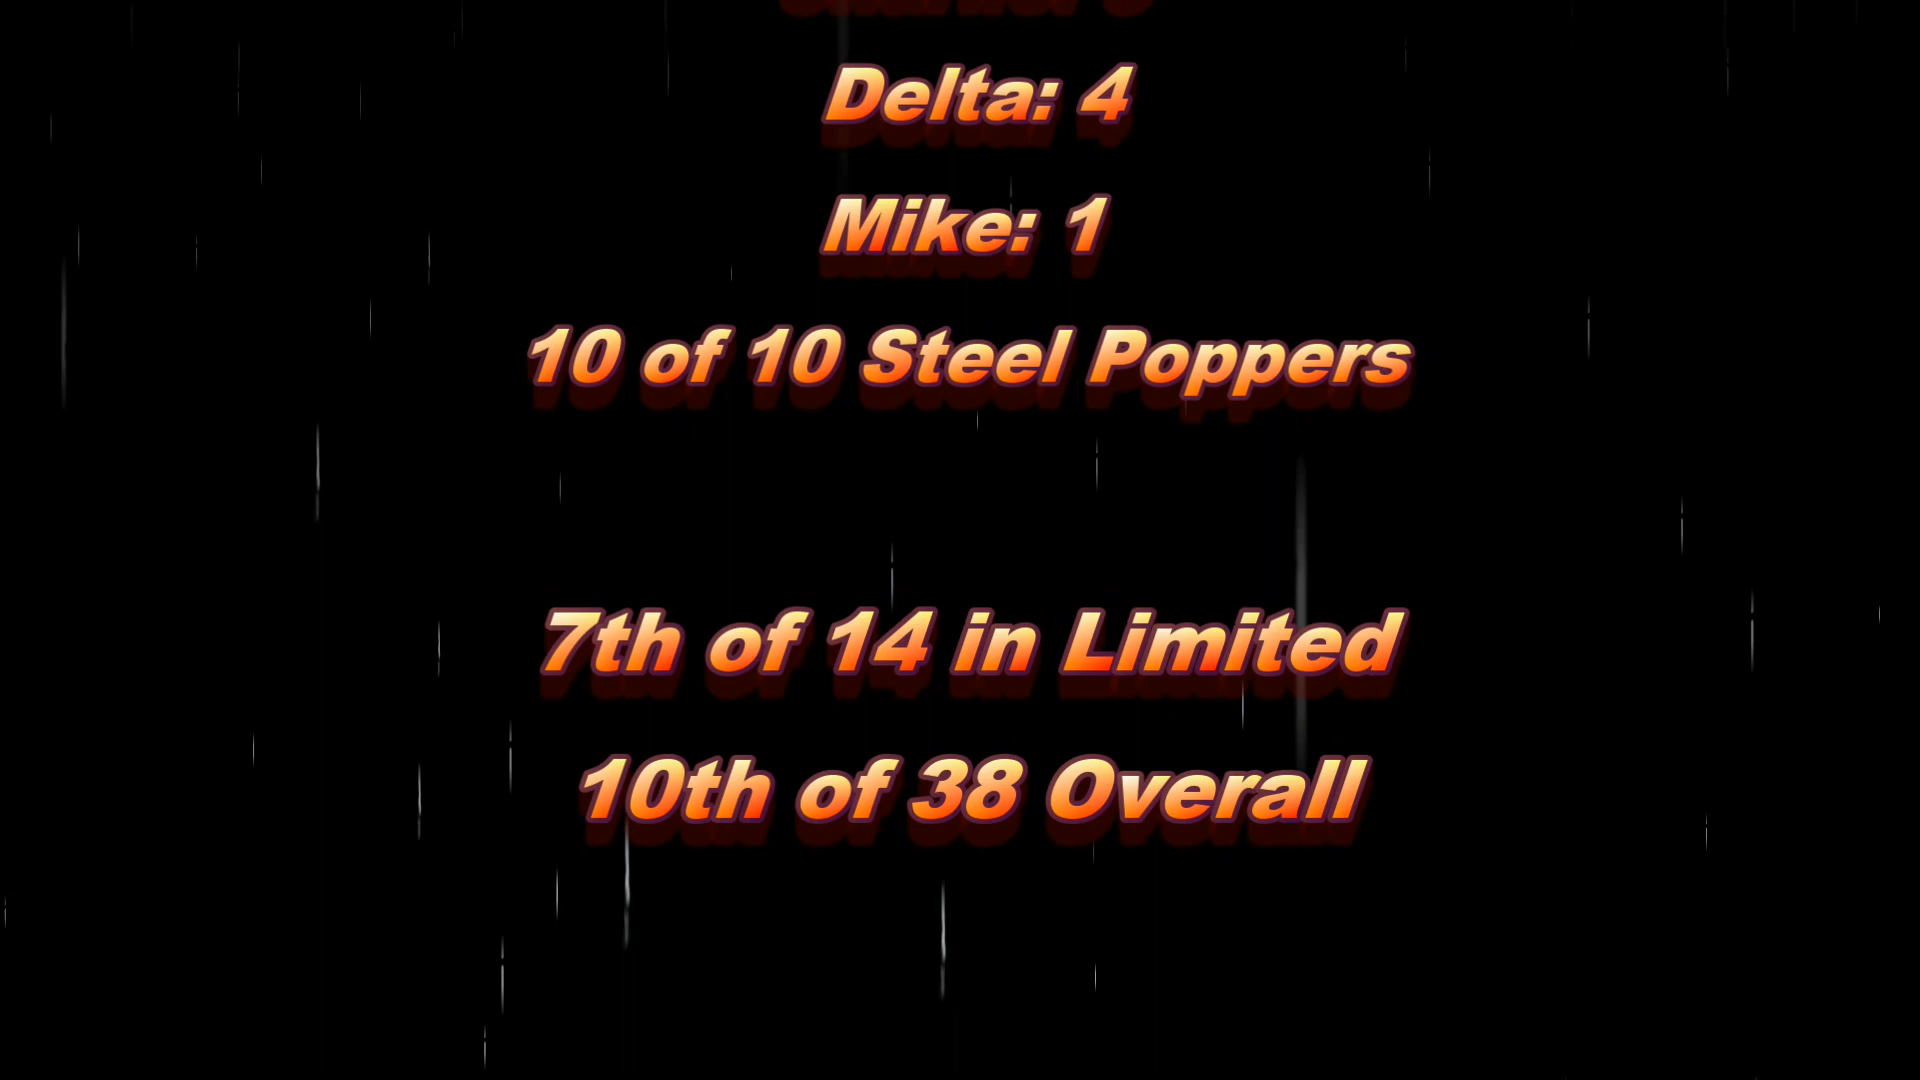 Delta: 4
Mike: 1
10 of 10 Steel Poppers
7th of 14 in Limited
10th of 38 Overall